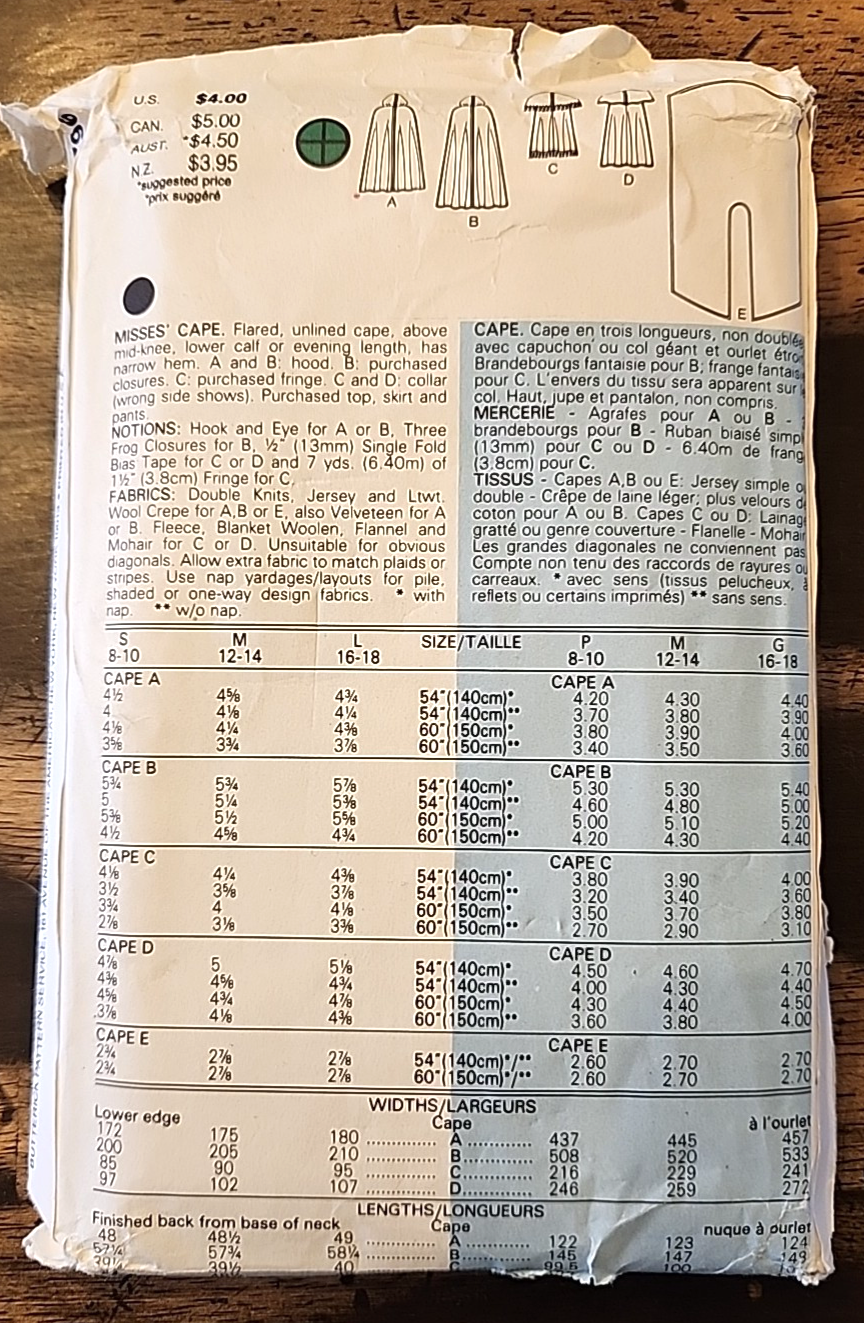 U.S. $4.00
CAN. $5.00
AUST. *$4.50
N.Z. $3.95
*suggested price
*prix suggéré
A
B
C
D
E
MISSES' CAPE. Flared, unlined cape, above
mid-knee, lower calf or evening length, has
narrow hem. A and B: hood. B: purchased
closures. C: purchased fringe. C and D: collar
(wrong side shows). Purchased top, skirt and
pants.
NOTIONS: Hook and Eye for A or B, Three
Frog Closures for B, ½" (13mm) Single Fold
Bias Tape for C or D and 7 yds. (6.40m) of
1½" (3.8cm) Fringe for C.
FABRICS: Double Knits, Jersey and Ltwt.
Wool Crepe for A,B or E, also Velveteen for A
or B. Fleece, Blanket Woolen, Flannel and
Mohair for C or D. Unsuitable for obvious
diagonals. Allow extra fabric to match plaids or
stripes. Use nap yardages/layouts for pile,
shaded or one-way design fabrics. * with
nap. ** w/o nap.
CAPE. Cape en trois longueurs, non doublée
avec capuchon ou col géant et ourlet étro
Brandebourgs fantaisie pour B; frange fantais
pour C. L'envers du tissu sera apparent sur
col. Haut, jupe et pantalon, non compris.
MERCERIE - Agrafes pour A ou B -
brandebourgs pour B - Ruban biaisé simpl
(13mm) pour C ou D - 6.40m de frang
(3.8cm) pour C.
TISSUS - Capes A,B ou E: Jersey simple o
double - Crêpe de laine léger; plus velours d
coton pour A ou B. Capes C ou D: Lainag
gratté ou genre couverture - Flanelle - Mohair
Les grandes diagonales ne conviennent pas
Compte non tenu des raccords de rayures ou
carreaux. * avec sens (tissus pelucheux, à
reflets ou certains imprimés) ** sans sens.
S M L SIZE/TAILLE P M G
8-10 12-14 16-18 8-10 12-14 16-18
CAPE A CAPE A
4½ 4⅝ 4¾ 54"(140cm)* 4.20 4.30 4.40
4 4⅛ 4¼ 54"(140cm)** 3.70 3.80 3.90
4⅛ 4¼ 4⅜ 60"(150cm)* 3.80 3.90 4.00
3⅝ 3¾ 3⅞ 60"(150cm)** 3.40 3.50 3.60
CAPE B CAPE B
5¾ 5¾ 5⅞ 54"(140cm)* 5.30 5.30 5.40
5 5¼ 5⅜ 54"(140cm)** 4.60 4.80 5.00
5⅜ 5½ 5⅝ 60"(150cm)* 5.00 5.10 5.20
4½ 4⅝ 4¾ 60"(150cm)** 4.20 4.30 4.40
CAPE C CAPE C
4⅛ 4¼ 4⅜ 54"(140cm)* 3.80 3.90 4.00
3½ 3⅝ 3⅞ 54"(140cm)** 3.20 3.40 3.60
3¾ 4 4⅛ 60"(150cm)* 3.50 3.70 3.80
2⅞ 3⅛ 3⅜ 60"(150cm)** 2.70 2.90 3.10
CAPE D CAPE D
4⅞ 5 5⅛ 54"(140cm)* 4.50 4.60 4.70
4⅜ 4⅝ 4¾ 54"(140cm)** 4.00 4.30 4.40
4⅝ 4¾ 4⅞ 60"(150cm)* 4.30 4.40 4.50
3⅞ 4⅛ 4⅜ 60"(150cm)** 3.60 3.80 4.00
CAPE E CAPE E
2¾ 2⅞ 2⅞ 54"(140cm)*/** 2.60 2.70 2.70
2¾ 2⅞ 2⅞ 60"(150cm)*/** 2.60 2.70 2.70
WIDTHS/LARGEURS
Lower edge Cape à l'ourlet
172 175 180 ............ A ............ 437 445 457
200 205 210 ............ B ............ 508 520 533
85 90 95 ............ C ............ 216 229 241
97 102 107 ............ D ............ 246 259 272
LENGTHS/LONGUEURS
Finished back from base of neck Cape nuque à ourlet
48 48½ 49 ............ A ............ 122 123 124
57¼ 57¾ 58¼ ............ B ............ 145 147 149
39¼ 39½ 40 ............ C ............ 99.5 100